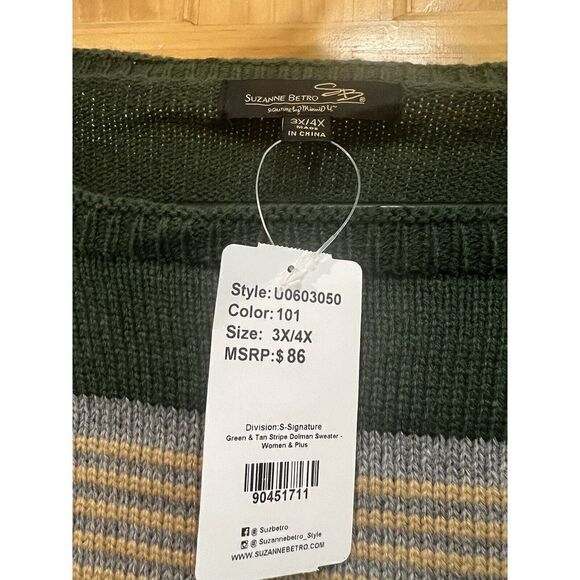 SUZANNE BETRO SBD®
3X/4X
MADE
IN CHINA
Style: U0603050
Color: 101
Size: 3X/4X
MSRP:$ 86
Division:S-Signature
Green & Tan Stripe Dolman Sweater -
Women & Plus
90451711
@ Suzbetro
@ Suzannebetro_Style
WWW.SUZANNEBETRO.COM